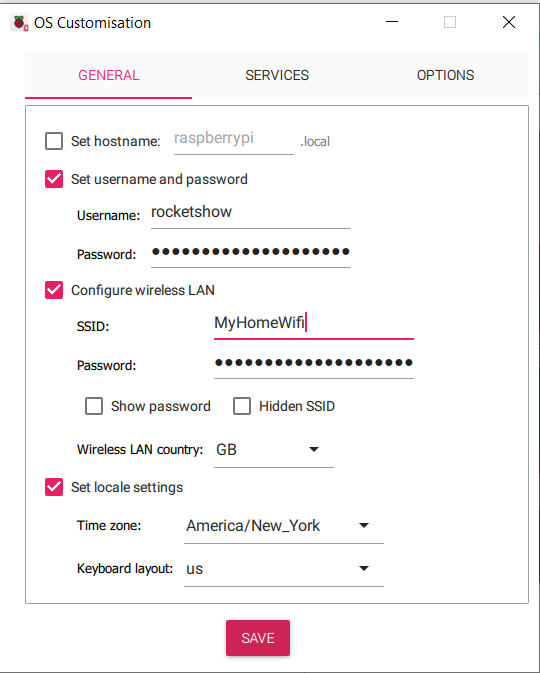 OS Customisation
GENERAL SERVICES OPTIONS
Set hostname: raspberrypi .local
Set username and password
Username: rocketshow
Password: ••••••••••••••••••••
Configure wireless LAN
SSID: MyHomeWifi
Password: ••••••••••••••••••••
Show password Hidden SSID
Wireless LAN country: GB
Set locale settings
Time zone: America/New_York
Keyboard layout: us
SAVE